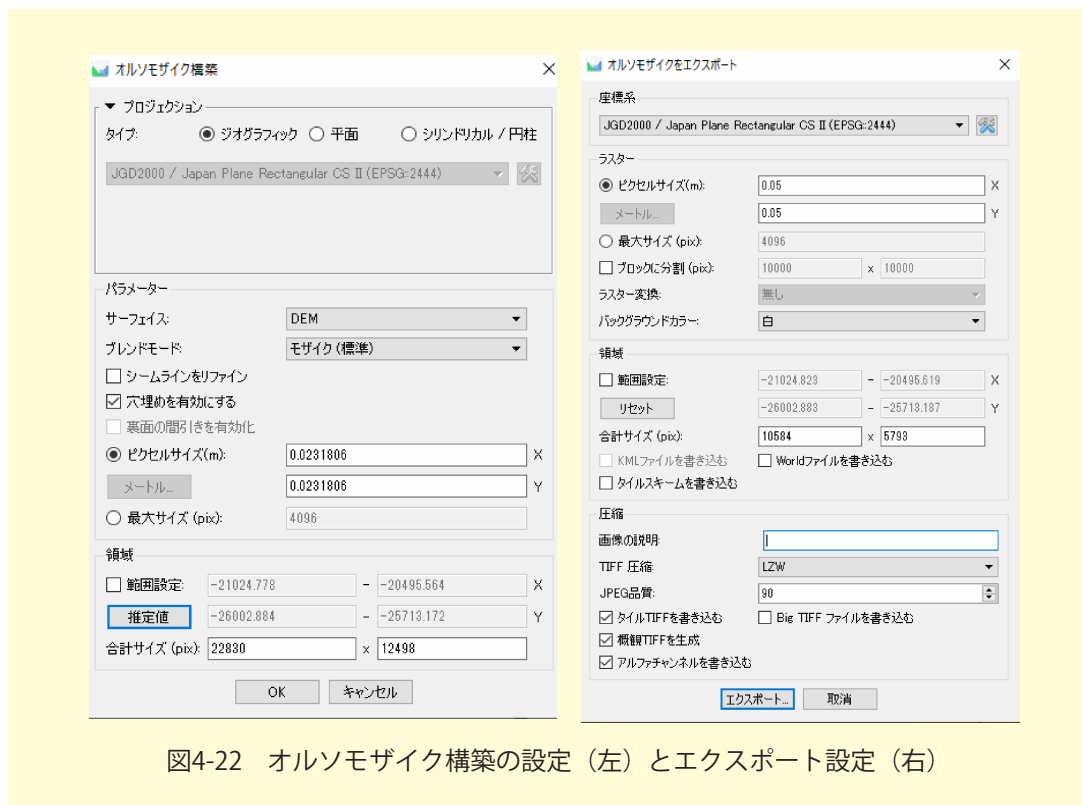 オルソモザイク構築
プロジェクション
タイプ: ジオグラフィック 平面 シリンドリカル / 円柱
JGD2000 / Japan Plane Rectangular CS II (EPSG::2444)
パラメーター
サーフェイス: DEM
ブレンドモード: モザイク (標準)
シームラインをリファイン
穴埋めを有効にする
裏面の間引きを有効化
ピクセルサイズ(m): 0.0231806 X
メートル... 0.0231806 Y
最大サイズ (pix): 4096
領域
範囲設定: -21024.778 - -20495.564 X
推定値 -26002.884 - -25713.172 Y
合計サイズ (pix): 22830 x 12498
OK キャンセル
オルソモザイクをエクスポート
座標系
JGD2000 / Japan Plane Rectangular CS II (EPSG::2444)
ラスター
ピクセルサイズ(m): 0.05 X
メートル... 0.05 Y
最大サイズ (pix): 4096
ブロックに分割 (pix): 10000 x 10000
ラスター変換: 無し
バックグラウンドカラー: 白
領域
範囲設定: -21024.823 - -20495.619 X
リセット -26002.883 - -25713.187 Y
合計サイズ (pix): 10584 x 5793
KMLファイルを書き込む Worldファイルを書き込む
タイルスキームを書き込む
圧縮
画像の説明:
TIFF 圧縮: LZW
JPEG品質: 90
タイルTIFFを書き込む Big TIFF ファイルを書き込む
概観TIFFを生成
アルファチャンネルを書き込む
エクスポート... 取消
図4-22 オルソモザイク構築の設定（左）とエクスポート設定（右）